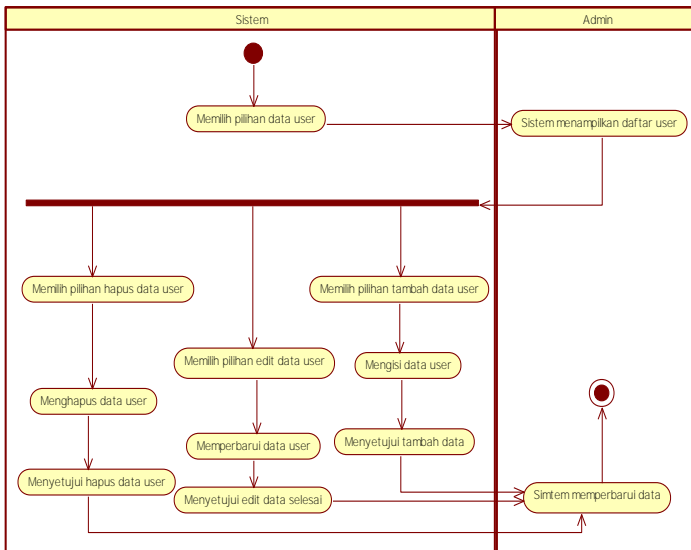 Sistem
Admin
Memilih pilihan data user
Sistem menampilkan daftar user
Memilih pilihan hapus data user
Memilih pilihan tambah data user
Memilih pilihan edit data user
Mengisi data user
Menghapus data user
Memperbarui data user
Menyetujui tambah data
Menyetujui hapus data user
Menyetujui edit data selesai
Simtem memperbarui data